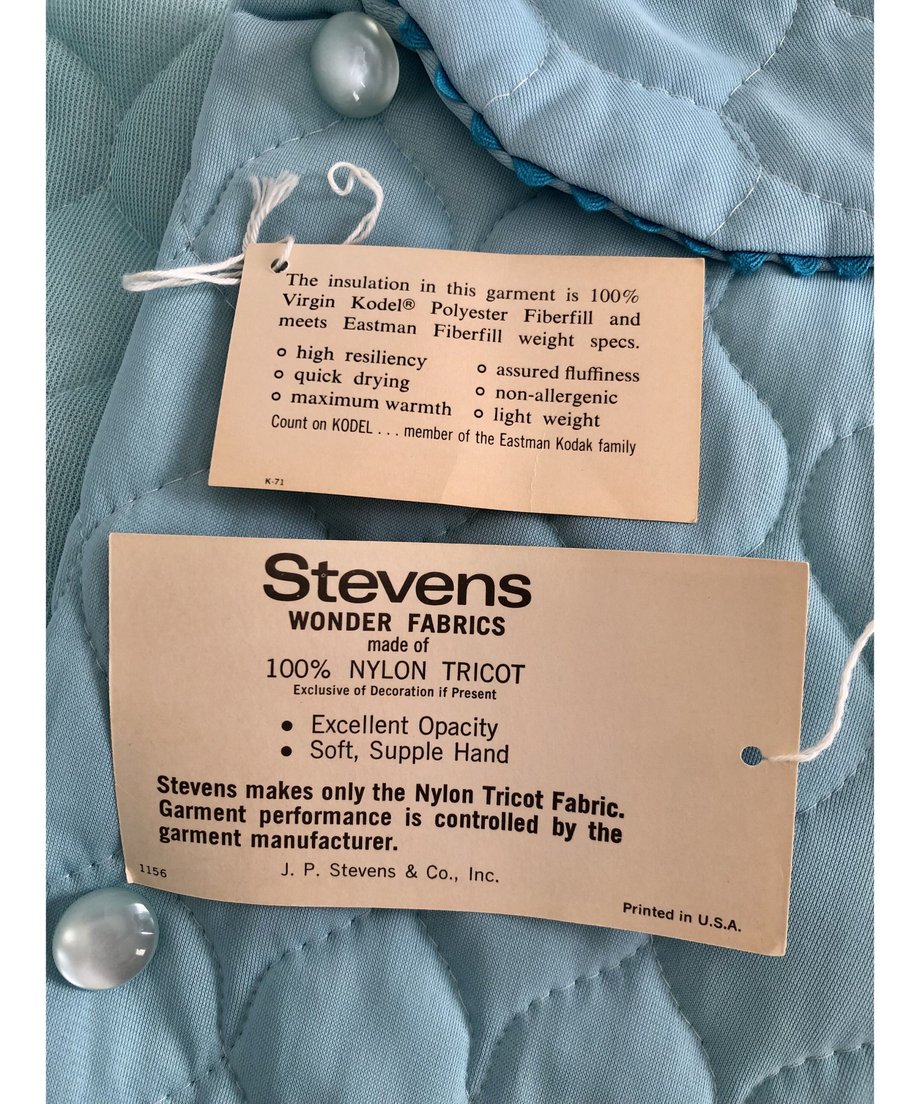 The insulation in this garment is 100%
Virgin Kodel® Polyester Fiberfill and
meets Eastman Fiberfill weight specs.
o high resiliency
o quick drying
o maximum warmth
o assured fluffiness
o non-allergenic
o light weight
Count on KODEL . . . member of the Eastman Kodak family
K-71
Stevens
WONDER FABRICS
made of
100% NYLON TRICOT
Exclusive of Decoration if Present
• Excellent Opacity
• Soft, Supple Hand
Stevens makes only the Nylon Tricot Fabric.
Garment performance is controlled by the
garment manufacturer.
1156
J. P. Stevens & Co., Inc.
Printed in U.S.A.